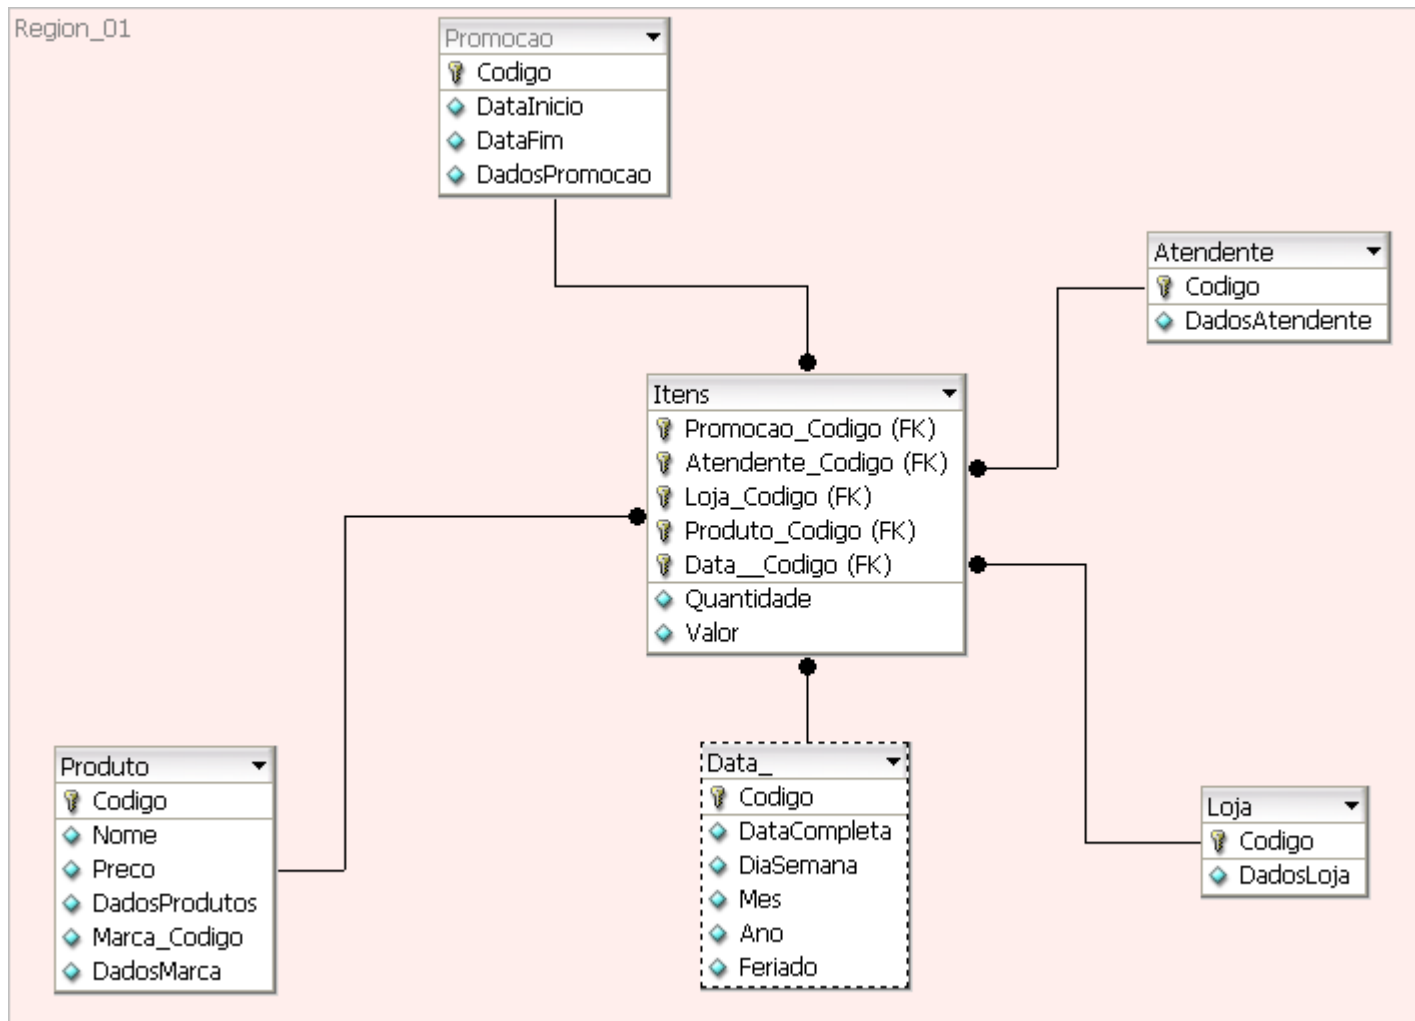 Region_01
Promocao
Codigo
DataInicio
DataFim
DadosPromocao
Atendente
Codigo
DadosAtendente
Itens
Promocao_Codigo (FK)
Atendente_Codigo (FK)
Loja_Codigo (FK)
Produto_Codigo (FK)
Data__Codigo (FK)
Quantidade
Valor
Produto
Codigo
Nome
Preco
DadosProdutos
Marca_Codigo
DadosMarca
Data_
Codigo
DataCompleta
DiaSemana
Mes
Ano
Feriado
Loja
Codigo
DadosLoja